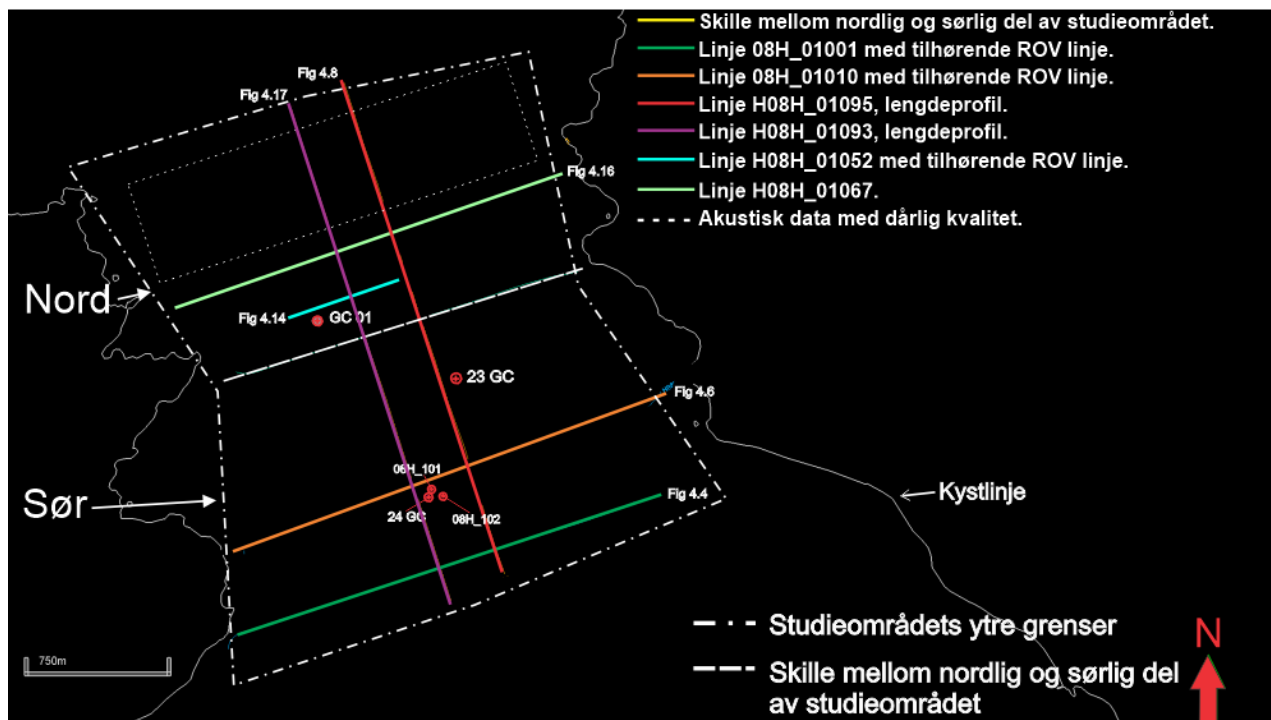 Skille mellom nordlig og sørlig del av studieområdet.
Linje 08H_01001 med tilhørende ROV linje.
Linje 08H_01010 med tilhørende ROV linje.
Linje H08H_01095, lengdeprofil.
Linje H08H_01093, lengdeprofil.
Linje H08H_01052 med tilhørende ROV linje.
Linje H08H_01067.
Akustisk data med dårlig kvalitet.
Fig 4.8
Fig 4.17
Fig 4.16
Nord
Fig 4.14
GC 01
23 GC
Fig 4.6
06H_101
Fig 4.4
Sør
24 GC
08H_102
Kystlinje
750m
Studieområdets ytre grenser
Skille mellom nordlig og sørlig del
av studieområdet
N